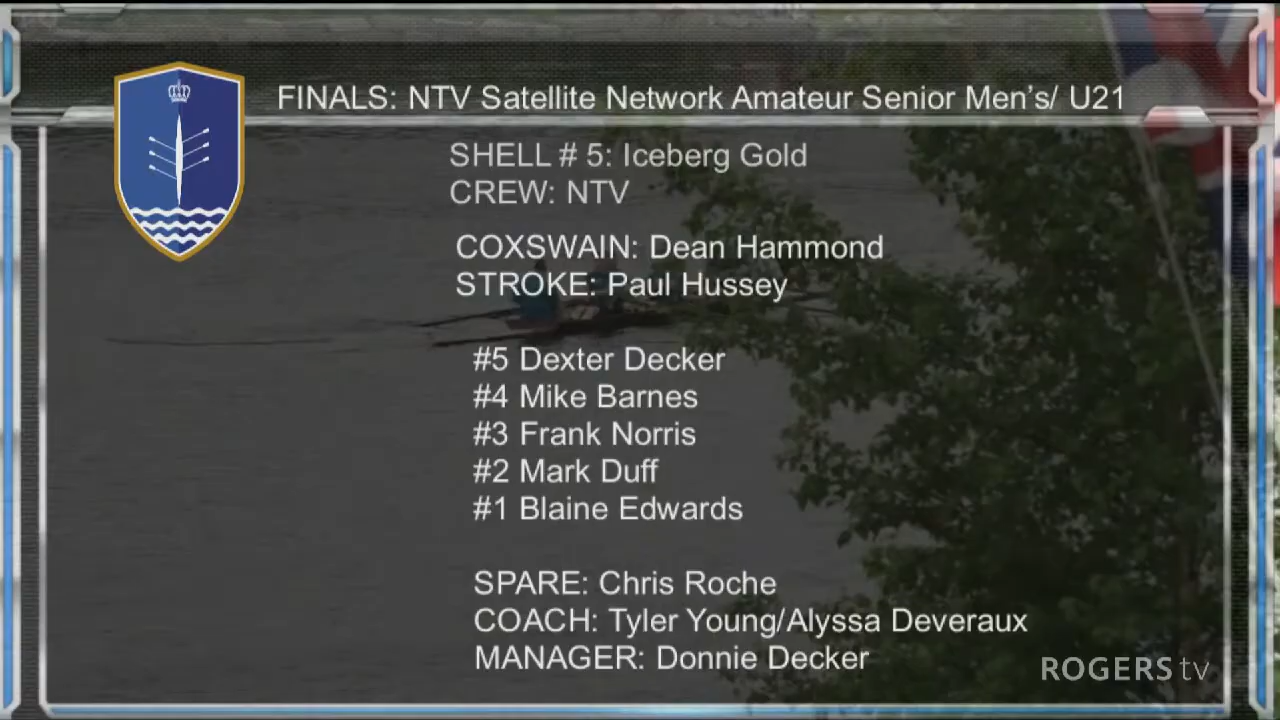 FINALS: NTV Satellite Network Amateur Senior Men’s/ U21
SHELL # 5: Iceberg Gold
CREW: NTV
COXSWAIN: Dean Hammond
STROKE: Paul Hussey
#5 Dexter Decker
#4 Mike Barnes
#3 Frank Norris
#2 Mark Duff
#1 Blaine Edwards
SPARE: Chris Roche
COACH: Tyler Young/Alyssa Deveraux
MANAGER: Donnie Decker
ROGERS tv